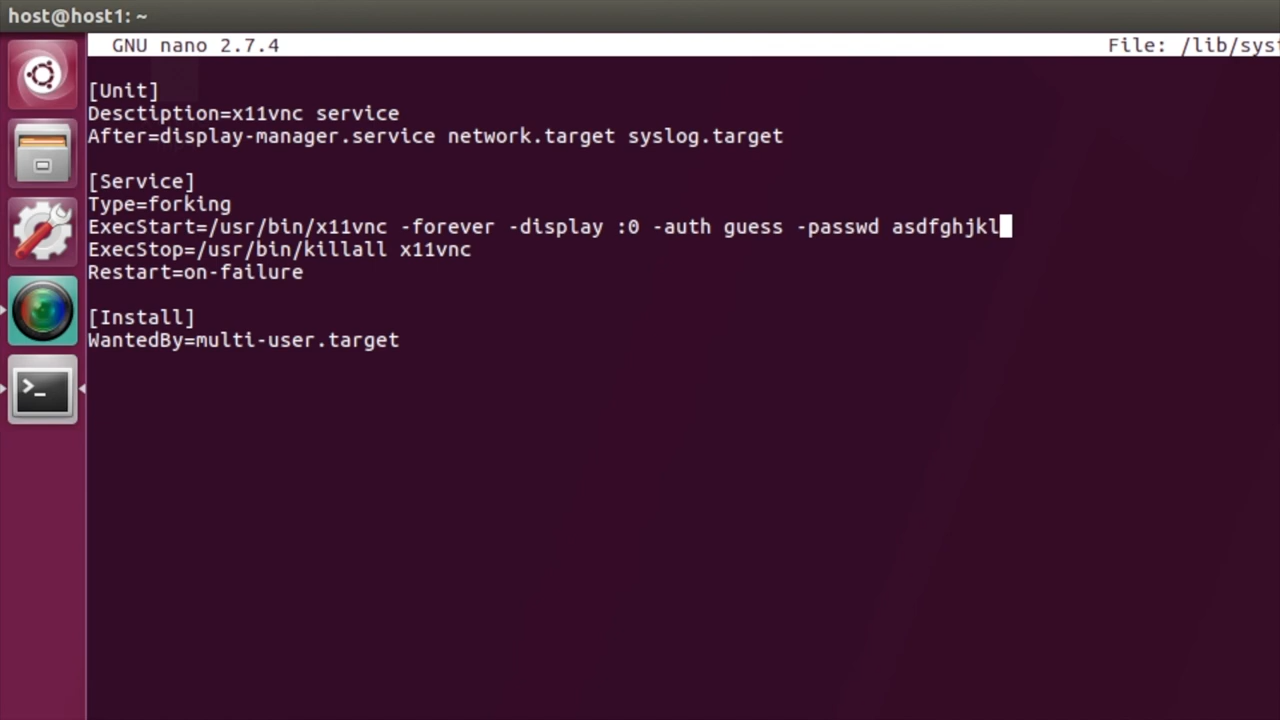 host@host1: ~
GNU nano 2.7.4 File: /lib/syst
[Unit]
Desctiption=x11vnc service
After=display-manager.service network.target syslog.target
[Service]
Type=forking
ExecStart=/usr/bin/x11vnc -forever -display :0 -auth guess -passwd asdfghjkl
ExecStop=/usr/bin/killall x11vnc
Restart=on-failure
[Install]
WantedBy=multi-user.target
>_